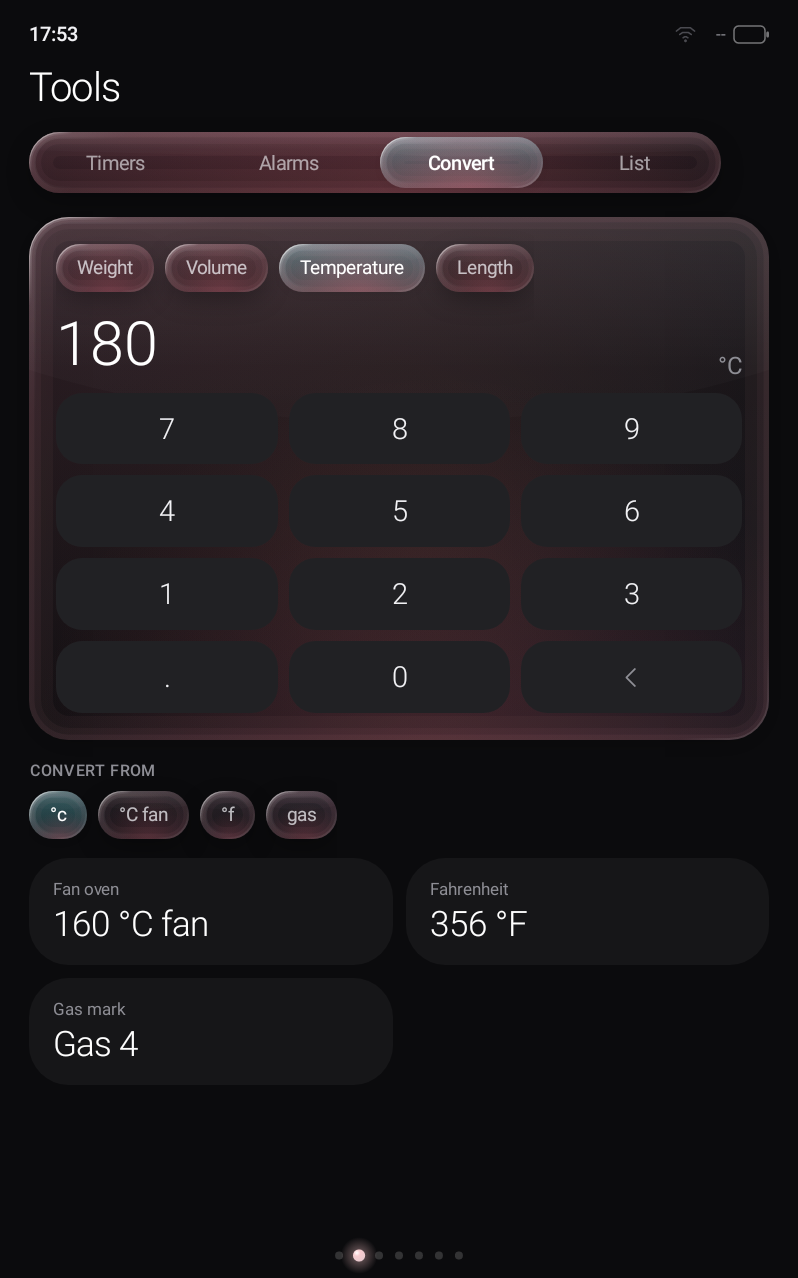 17:53 --
Tools
Timers Alarms Convert List
Weight Volume Temperature Length
180 °C
7 8 9
4 5 6
1 2 3
. 0 <
CONVERT FROM
°c °C fan °f gas
Fan oven Fahrenheit
160 °C fan 356 °F
Gas mark
Gas 4